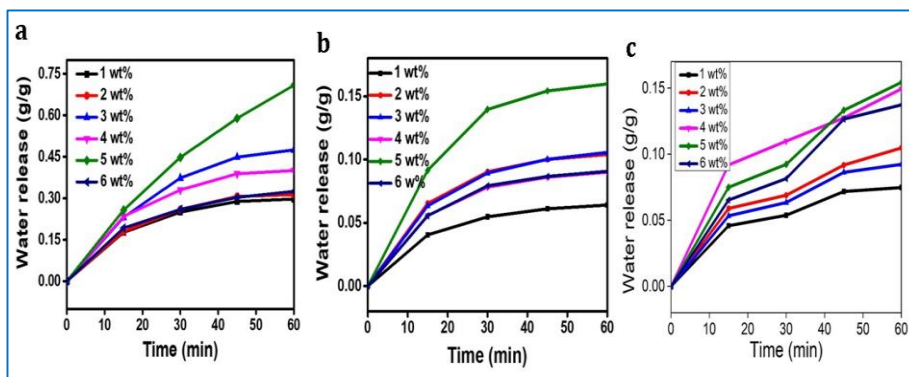 a
Water release (g/g)
0.75
0.60
0.45
0.30
0.15
0.00
1 wt%
2 wt%
3 wt%
4 wt%
5 wt%
6 wt%
0 10 20 30 40 50 60
Time (min)
b
Water release (g/g)
0.15
0.10
0.05
0.00
1 wt%
2 wt%
3 wt%
4 wt%
5 wt%
6 w%
0 10 20 30 40 50 60
Time (min)
c
Water release (g/g)
0.15
0.10
0.05
0.00
1 wt%
2 wt%
3 wt%
4 wt%
5 wt%
6 wt%
0 10 20 30 40 50 60
Time (min)